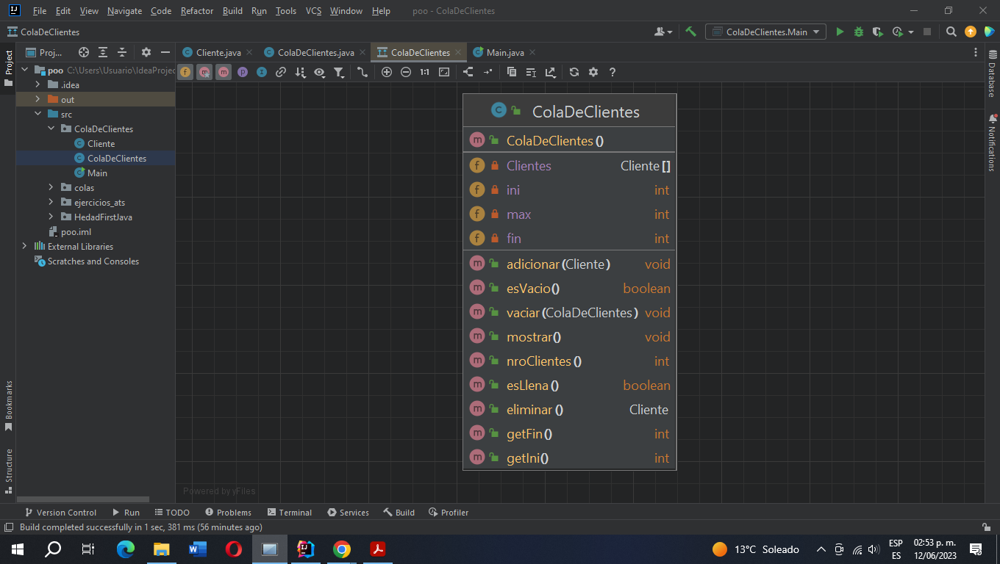 File Edit View Navigate Code Refactor Build Run Tools VCS Window Help poo - ColaDeClientes
ColaDeClientes
ColaDeClientes.Main
Proj...
Cliente.java
ColaDeClientes.java
ColaDeClientes
Main.java
1:1
Project
poo C:\Users\Usuario\IdeaProjec
.idea
out
src
ColaDeClientes
Cliente
ColaDeClientes
Main
colas
ejercicios_ats
HedadFirstJava
poo.iml
External Libraries
Scratches and Consoles
Bookmarks
Structure
ColaDeClientes
ColaDeClientes()
Clientes Cliente[]
ini int
max int
fin int
adicionar(Cliente) void
esVacio() boolean
vaciar(ColaDeClientes) void
mostrar() void
nroClientes() int
esLlena() boolean
eliminar() Cliente
getFin() int
getIni() int
Powered by yFiles
Database
Notifications
Version Control Run TODO Problems Terminal Services Build Profiler
Build completed successfully in 1 sec, 381 ms (56 minutes ago)
13°C Soleado
ESP
ES
02:53 p. m.
12/06/2023